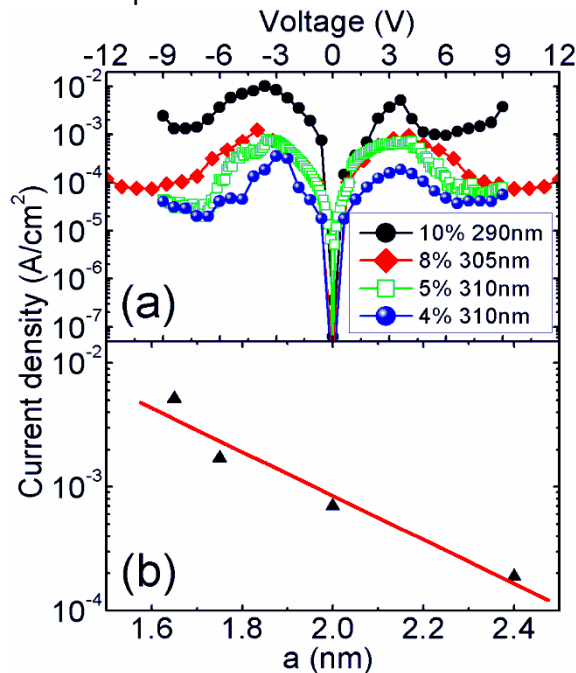 Voltage (V)
-12 -9 -6 -3 0 3 6 9 12
10⁻²
10⁻³
10⁻⁴
10⁻⁵
10⁻⁶
10⁻⁷
10% 290nm
8% 305nm
5% 310nm
4% 310nm
(a)
Current density (A/cm²)
10⁻²
10⁻³
10⁻⁴
(b)
1.6 1.8 2.0 2.2 2.4
a (nm)